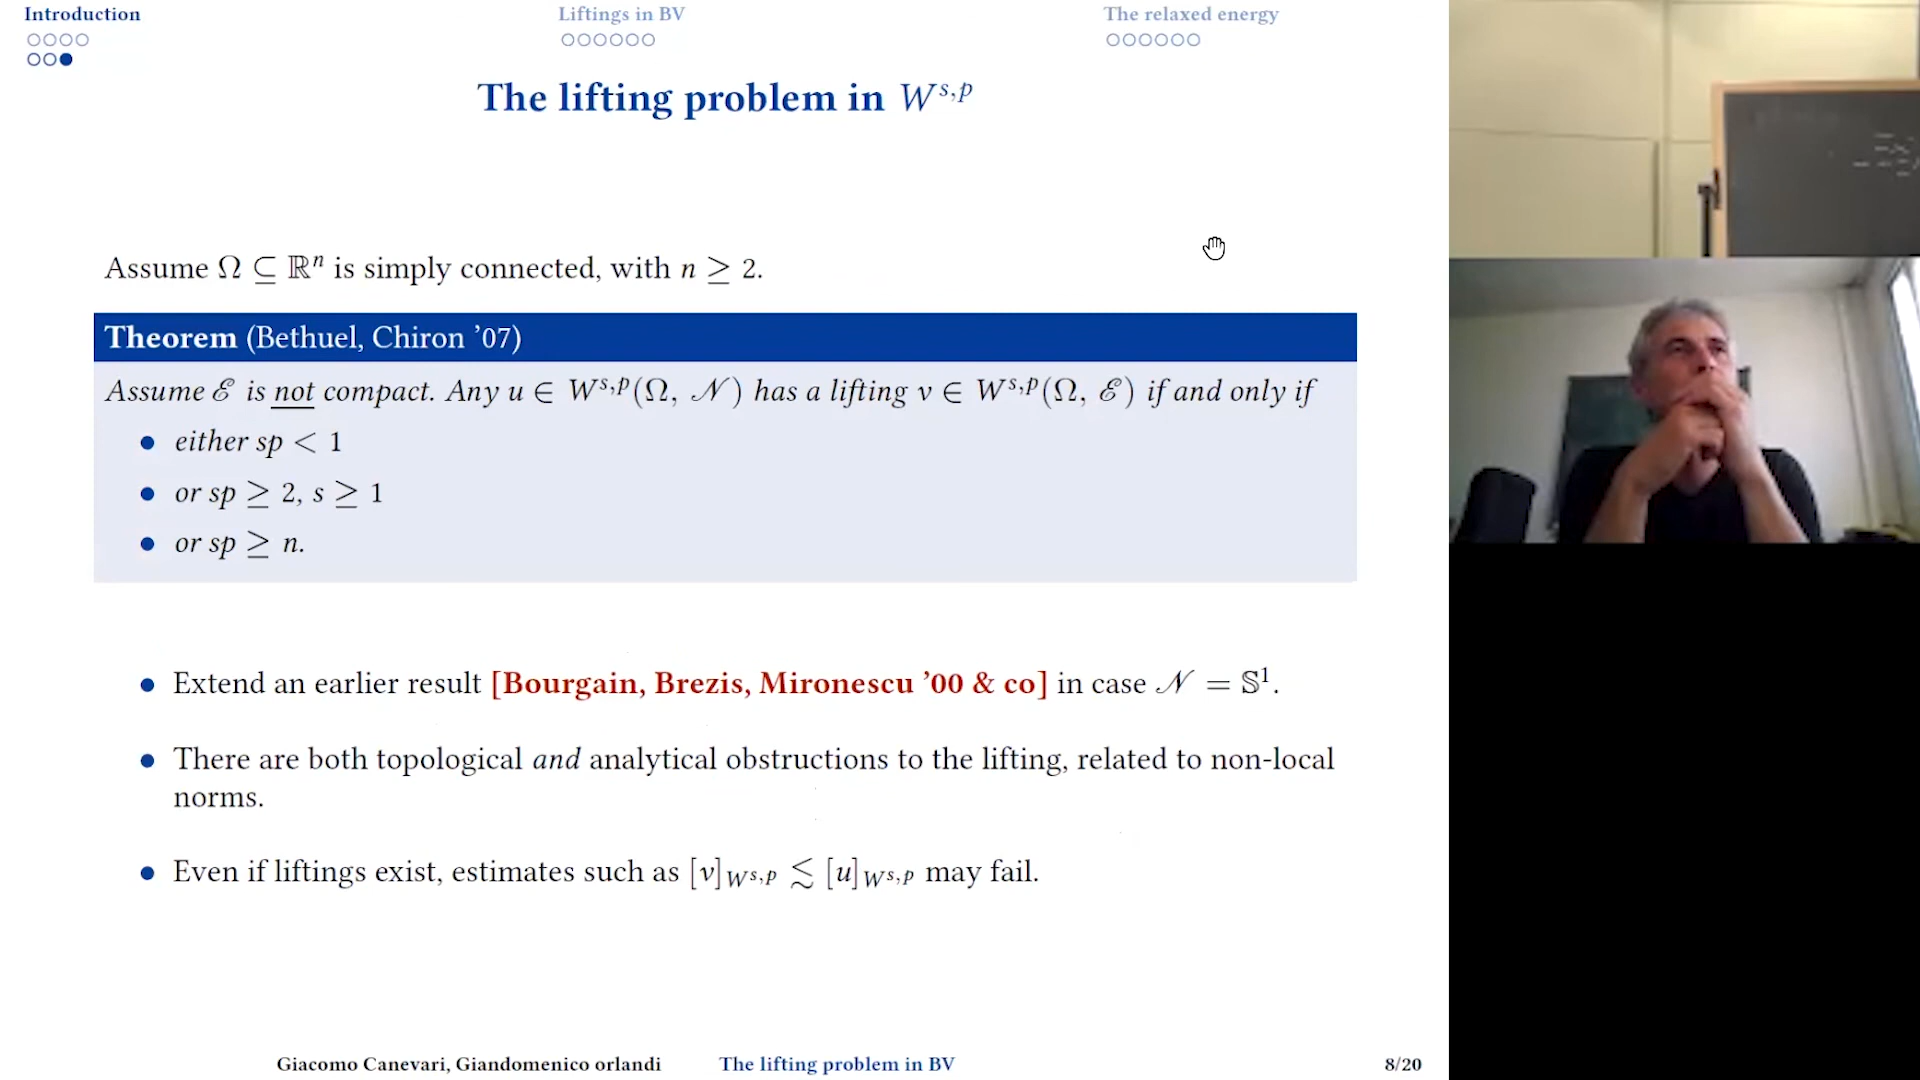 Introduction
Liftings in BV
The relaxed energy
The lifting problem in W^{s,p}
Assume Ω ⊆ ℝⁿ is simply connected, with n ≥ 2.
Theorem (Bethuel, Chiron ’07)
Assume ℰ is not compact. Any u ∈ W^{s,p}(Ω, 𝒩) has a lifting v ∈ W^{s,p}(Ω, ℰ) if and only if
• either sp < 1
• or sp ≥ 2, s ≥ 1
• or sp ≥ n.
• Extend an earlier result [Bourgain, Brezis, Mironescu ’00 & co] in case 𝒩 = 𝕊¹.
• There are both topological and analytical obstructions to the lifting, related to non-local
norms.
• Even if liftings exist, estimates such as [v]_{W^{s,p}} ≲ [u]_{W^{s,p}} may fail.
Giacomo Canevari, Giandomenico orlandi
The lifting problem in BV
8/20